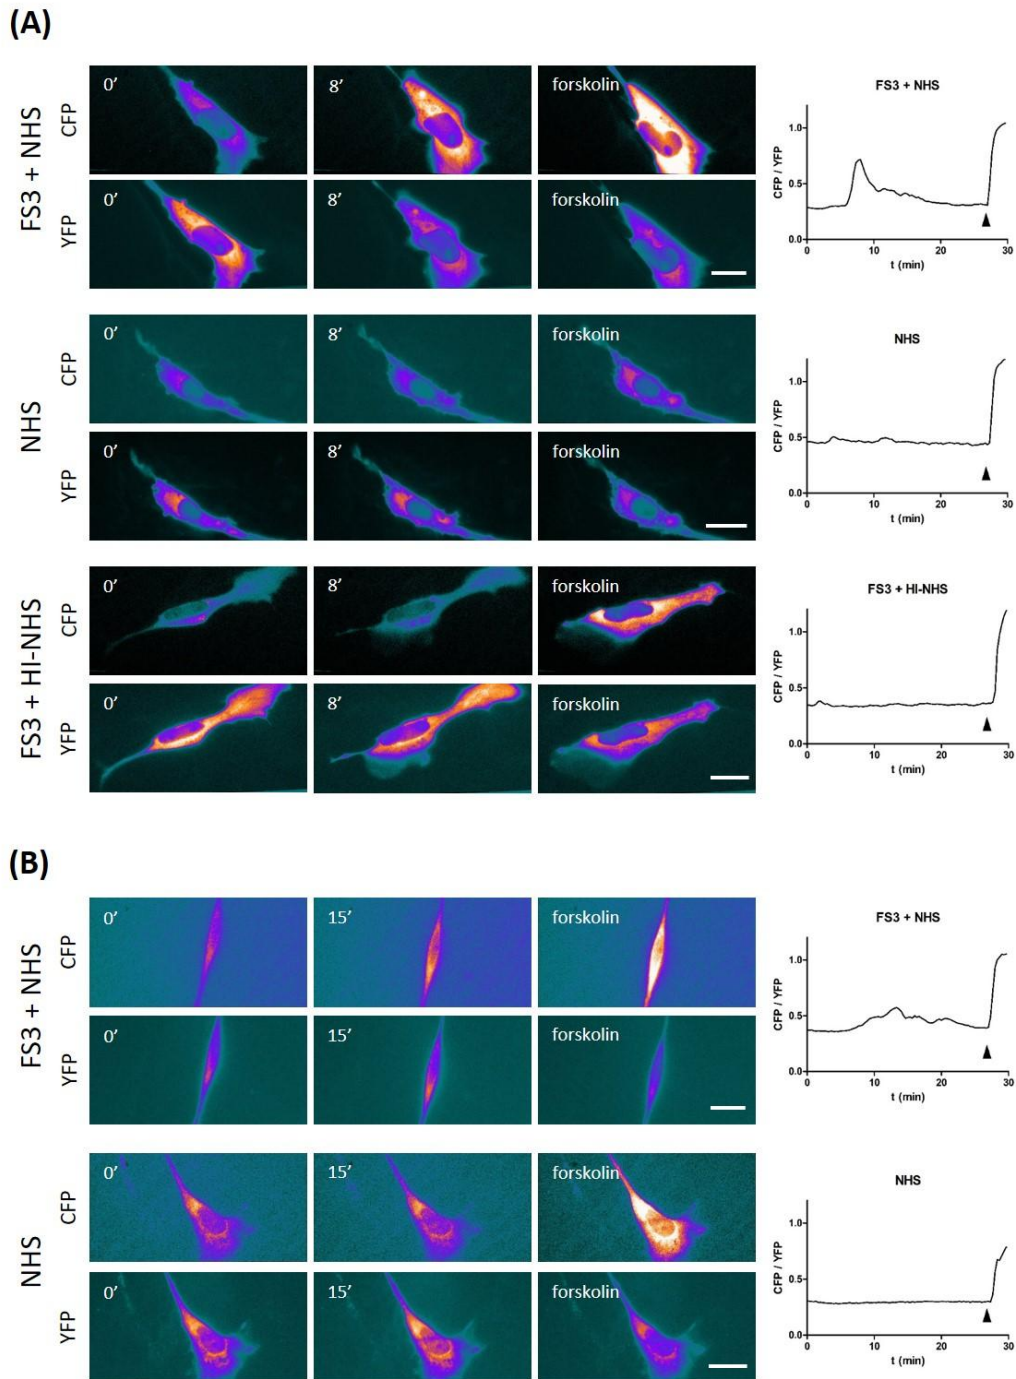 (A)
FS3 + NHS
CFP
0’
8’
forskolin
YFP
0’
8’
forskolin
FS3 + NHS
CFP / YFP
1.0
0.5
0.0
0
10
20
30
t (min)
NHS
CFP
0’
8’
forskolin
YFP
0’
8’
forskolin
NHS
CFP / YFP
1.0
0.5
0.0
0
10
20
30
t (min)
FS3 + HI-NHS
CFP
0’
8’
forskolin
YFP
0’
8’
forskolin
FS3 + HI-NHS
CFP / YFP
1.0
0.5
0.0
0
10
20
30
t (min)
(B)
FS3 + NHS
CFP
0’
15’
forskolin
YFP
0’
15’
forskolin
FS3 + NHS
CFP / YFP
1.0
0.5
0.0
0
10
20
30
t (min)
NHS
CFP
0’
15’
forskolin
YFP
0’
15’
forskolin
NHS
CFP / YFP
1.0
0.5
0.0
0
10
20
30
t (min)